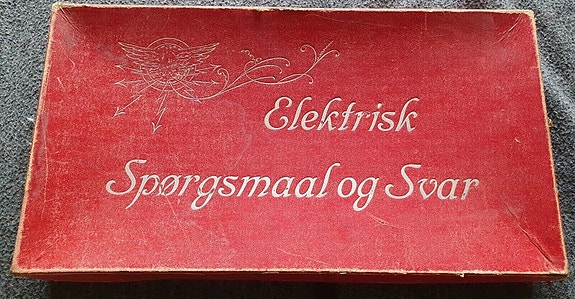 Elektrisk
Spørgsmaal og Svar